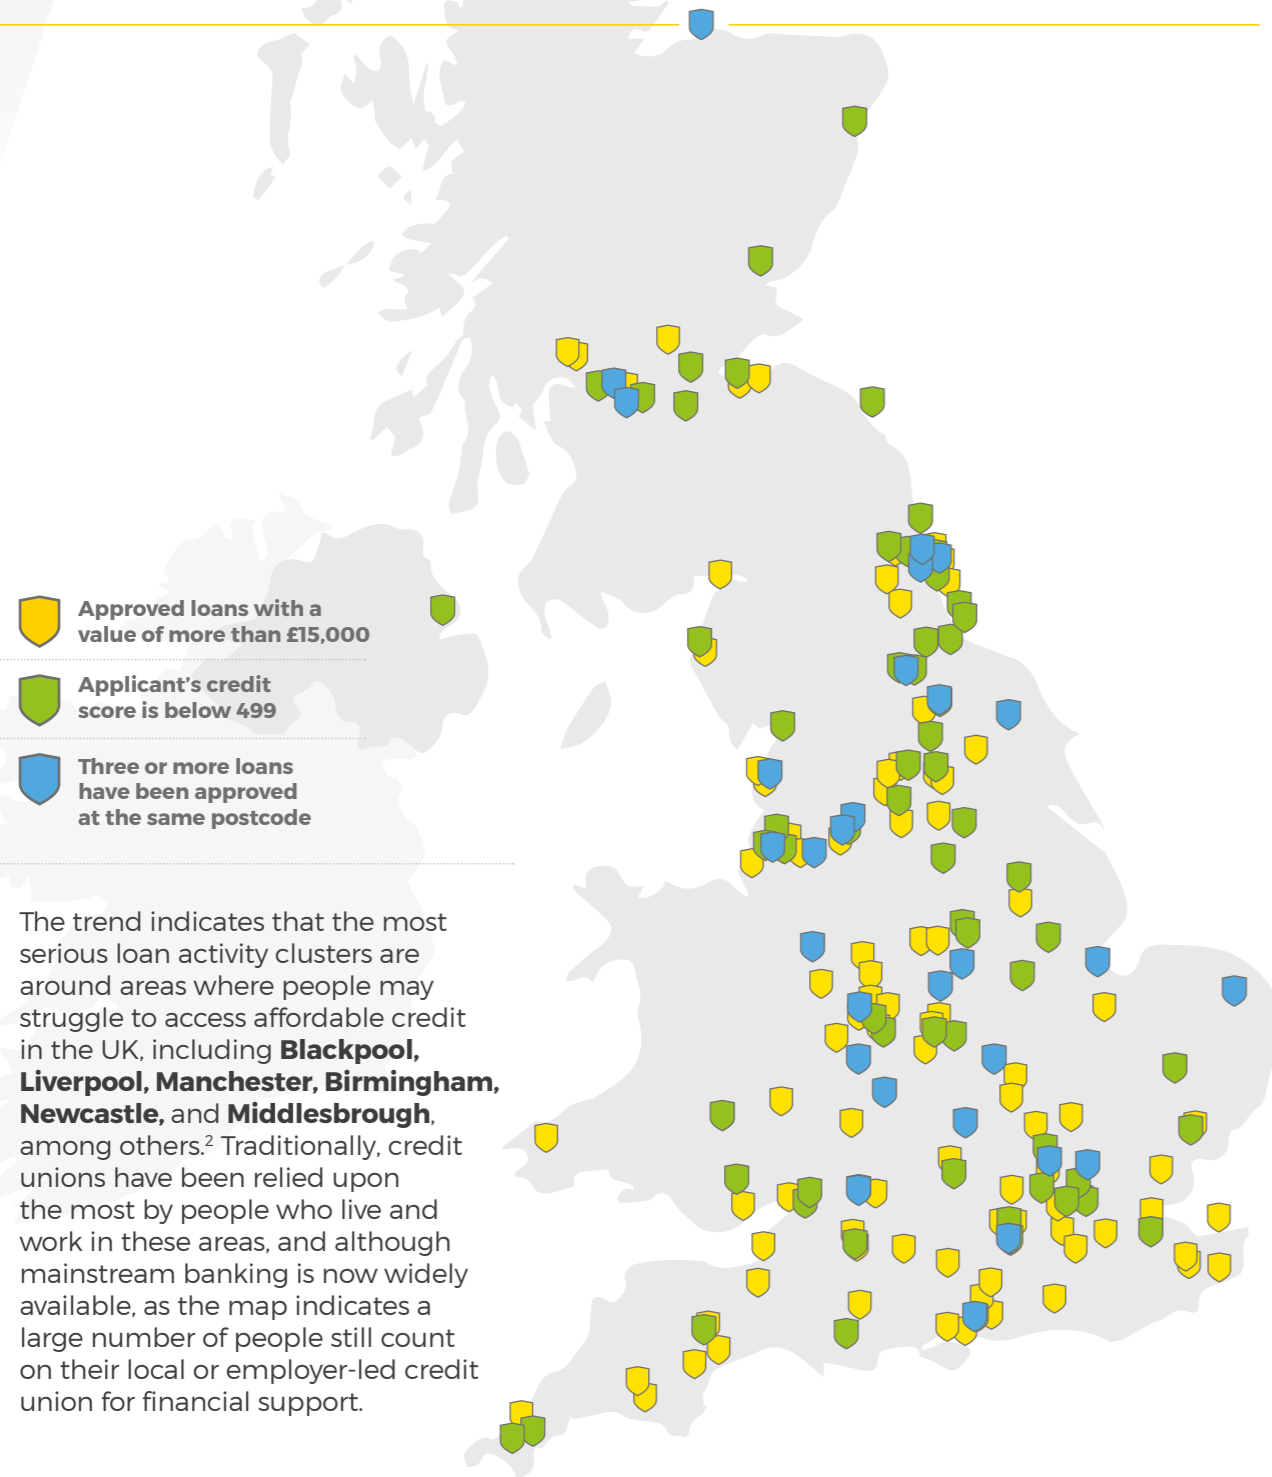 Approved loans with a
value of more than £15,000
Applicant’s credit
score is below 499
Three or more loans
have been approved
at the same postcode
The trend indicates that the most
serious loan activity clusters are
around areas where people may
struggle to access affordable credit
in the UK, including Blackpool,
Liverpool, Manchester, Birmingham,
Newcastle, and Middlesbrough,
among others.2 Traditionally, credit
unions have been relied upon
the most by people who live and
work in these areas, and although
mainstream banking is now widely
available, as the map indicates a
large number of people still count
on their local or employer-led credit
union for financial support.